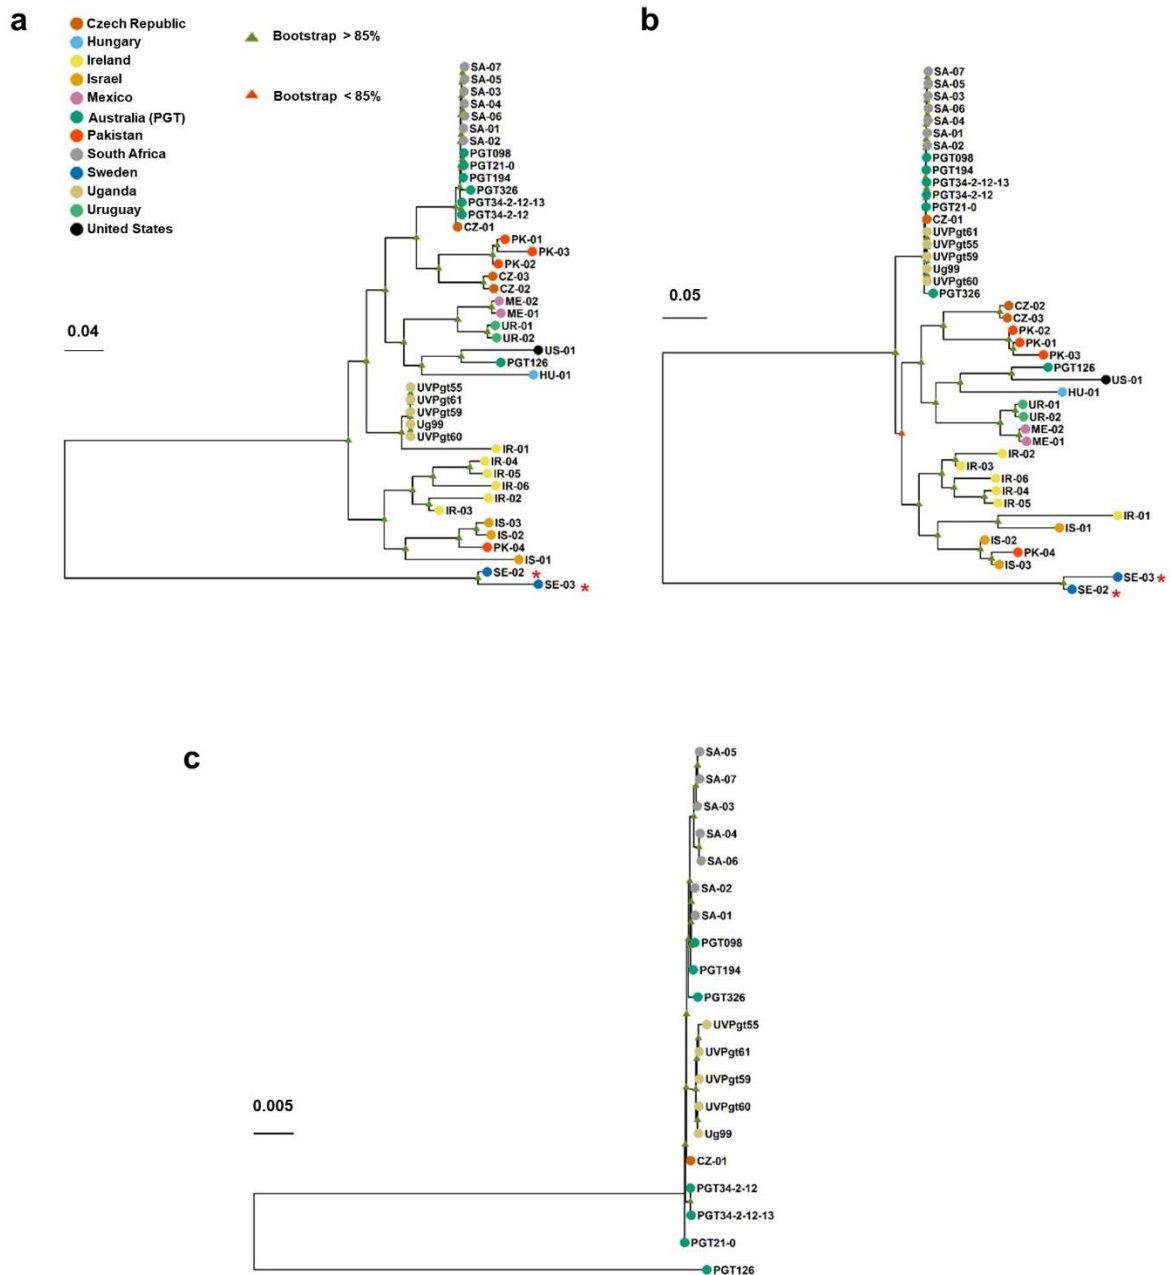 a
Czech Republic
Hungary
Ireland
Israel
Mexico
Australia (PGT)
Pakistan
South Africa
Sweden
Uganda
Uruguay
United States
Bootstrap > 85%
Bootstrap < 85%
0.04
SA-07
SA-05
SA-03
SA-04
SA-06
SA-01
SA-02
PGT098
PGT21-0
PGT194
PGT326
PGT34-2-12-13
PGT34-2-12
CZ-01
PK-01
PK-03
PK-02
CZ-03
CZ-02
ME-02
ME-01
UR-01
UR-02
US-01
PGT126
HU-01
UVPgt55
UVPgt61
UVPgt59
Ug99
UVPgt60
IR-01
IR-04
IR-05
IR-06
IR-02
IR-03
IS-03
IS-02
PK-04
IS-01
SE-02 *
SE-03 *
b
0.05
SA-07
SA-05
SA-03
SA-06
SA-04
SA-01
SA-02
PGT098
PGT194
PGT34-2-12-13
PGT34-2-12
PGT21-0
CZ-01
UVPgt61
UVPgt55
UVPgt59
Ug99
UVPgt60
PGT326
CZ-02
CZ-03
PK-02
PK-01
PK-03
PGT126
US-01
HU-01
UR-01
UR-02
ME-02
ME-01
IR-02
IR-03
IR-06
IR-04
IR-05
IR-01
IS-01
IS-02
PK-04
IS-03
SE-03 *
SE-02 *
c
0.005
SA-05
SA-07
SA-03
SA-04
SA-06
SA-02
SA-01
PGT098
PGT194
PGT326
UVPgt55
UVPgt61
UVPgt59
UVPgt60
Ug99
CZ-01
PGT34-2-12
PGT34-2-12-13
PGT21-0
PGT126